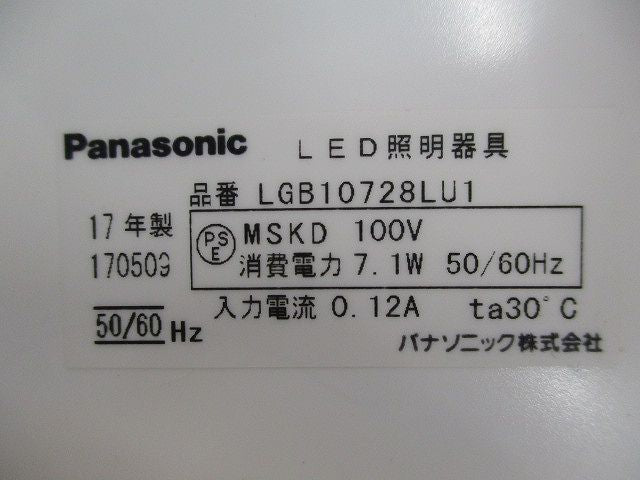 Panasonic LED照明器具
品番 LGB10728LU1
17年製 PSE MSKD 100V
170509 消費電力 7.1W 50/60Hz
50/60 Hz 入力電流 0.12A ta30°C
パナソニック株式会社